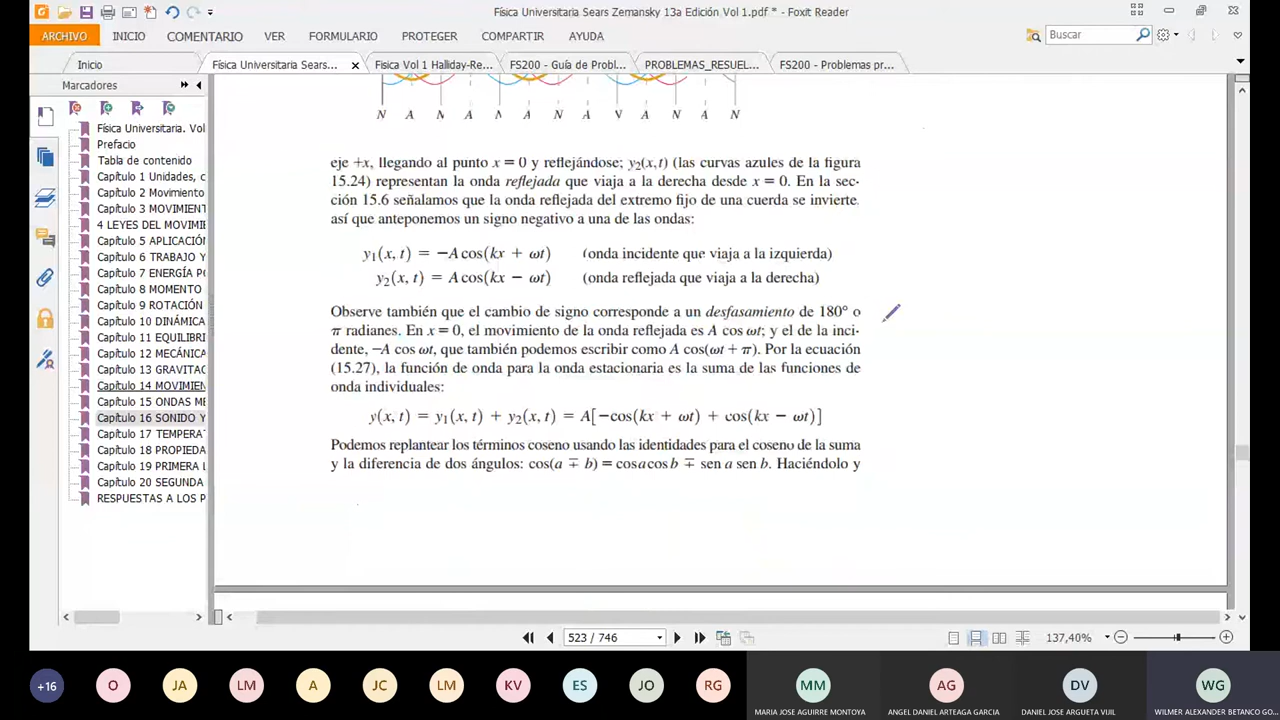 Física Universitaria Sears Zemansky 13a Edición Vol 1.pdf * - Foxit Reader
ARCHIVO INICIO COMENTARIO VER FORMULARIO PROTEGER COMPARTIR AYUDA Buscar
Inicio Física Universitaria Sears... Física Vol 1 Halliday-Re... FS200 - Guía de Probl... PROBLEMAS_RESUEL... FS200 - Problemas pr...
Marcadores
Física Universitaria. Vol
Prefacio
Tabla de contenido
Capítulo 1 Unidades, c
Capítulo 2 Movimiento
Capítulo 3 MOVIMIENT
4 LEYES DEL MOVIMIE
Capítulo 5 APLICACIÓN
Capítulo 6 TRABAJO Y
Capítulo 7 ENERGÍA PO
Capítulo 8 MOMENTO
Capítulo 9 ROTACIÓN
Capítulo 10 DINÁMICA
Capítulo 11 EQUILIBRI
Capítulo 12 MECÁNICA
Capítulo 13 GRAVITAC
Capítulo 14 MOVIMIEN
Capítulo 15 ONDAS ME
Capítulo 16 SONIDO Y
Capítulo 17 TEMPERAT
Capítulo 18 PROPIEDA
Capítulo 19 PRIMERA L
Capítulo 20 SEGUNDA
RESPUESTAS A LOS P
N A N A N A N A N A N A N
eje +x, llegando al punto x = 0 y reflejándose; y₂(x, t) (las curvas azules de la figura
15.24) representan la onda reflejada que viaja a la derecha desde x = 0. En la sec-
ción 15.6 señalamos que la onda reflejada del extremo fijo de una cuerda se invierte,
así que anteponemos un signo negativo a una de las ondas:
y₁(x, t) = −A cos(kx + ωt) (onda incidente que viaja a la izquierda)
y₂(x, t) = A cos(kx − ωt) (onda reflejada que viaja a la derecha)
Observe también que el cambio de signo corresponde a un desfasamiento de 180° o
π radianes. En x = 0, el movimiento de la onda reflejada es A cos ωt; y el de la inci-
dente, −A cos ωt, que también podemos escribir como A cos(ωt + π). Por la ecuación
(15.27), la función de onda para la onda estacionaria es la suma de las funciones de
onda individuales:
y(x, t) = y₁(x, t) + y₂(x, t) = A[−cos(kx + ωt) + cos(kx − ωt)]
Podemos replantear los términos coseno usando las identidades para el coseno de la suma
y la diferencia de dos ángulos: cos(a ∓ b) = cos a cos b ∓ sen a sen b. Haciéndolo y
523 / 746 137,40%
+16 O JA LM A JC LM KV ES JO RG MM AG DV WG
MARIA JOSE AGUIRRE MONTOYA ANGEL DANIEL ARTEAGA GARCIA DANIEL JOSE ARGUETA VUIL WILMER ALEXANDER BETANCO GO...